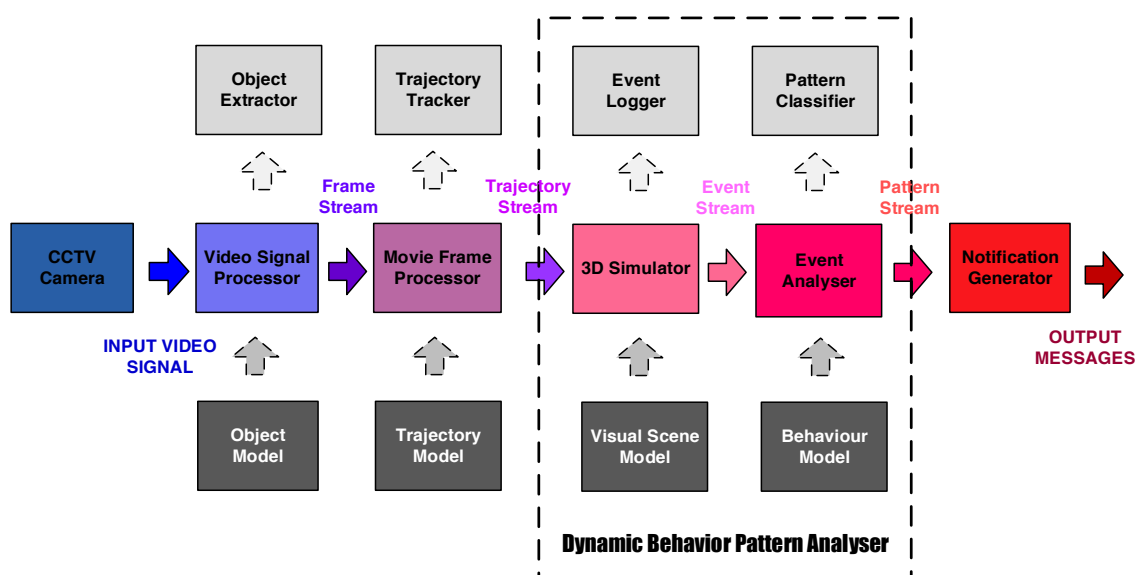 Object
Extractor
Trajectory
Tracker
Event
Logger
Pattern
Classifier
Frame
Stream
Trajectory
Stream
Event
Stream
Pattern
Stream
CCTV
Camera
Video Signal
Processor
Movie Frame
Processor
3D Simulator
Event
Analyser
Notification
Generator
INPUT VIDEO
SIGNAL
OUTPUT
MESSAGES
Object
Model
Trajectory
Model
Visual Scene
Model
Behaviour
Model
Dynamic Behavior Pattern Analyser